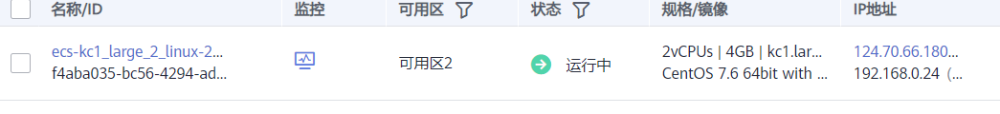 名称/ID 监控 可用区 状态 规格/镜像 IP地址
ecs-kc1_large_2_linux-2... 可用区2 运行中 2vCPUs | 4GB | kc1.lar... 124.70.66.180...
f4aba035-bc56-4294-ad... CentOS 7.6 64bit with ... 192.168.0.24 (...